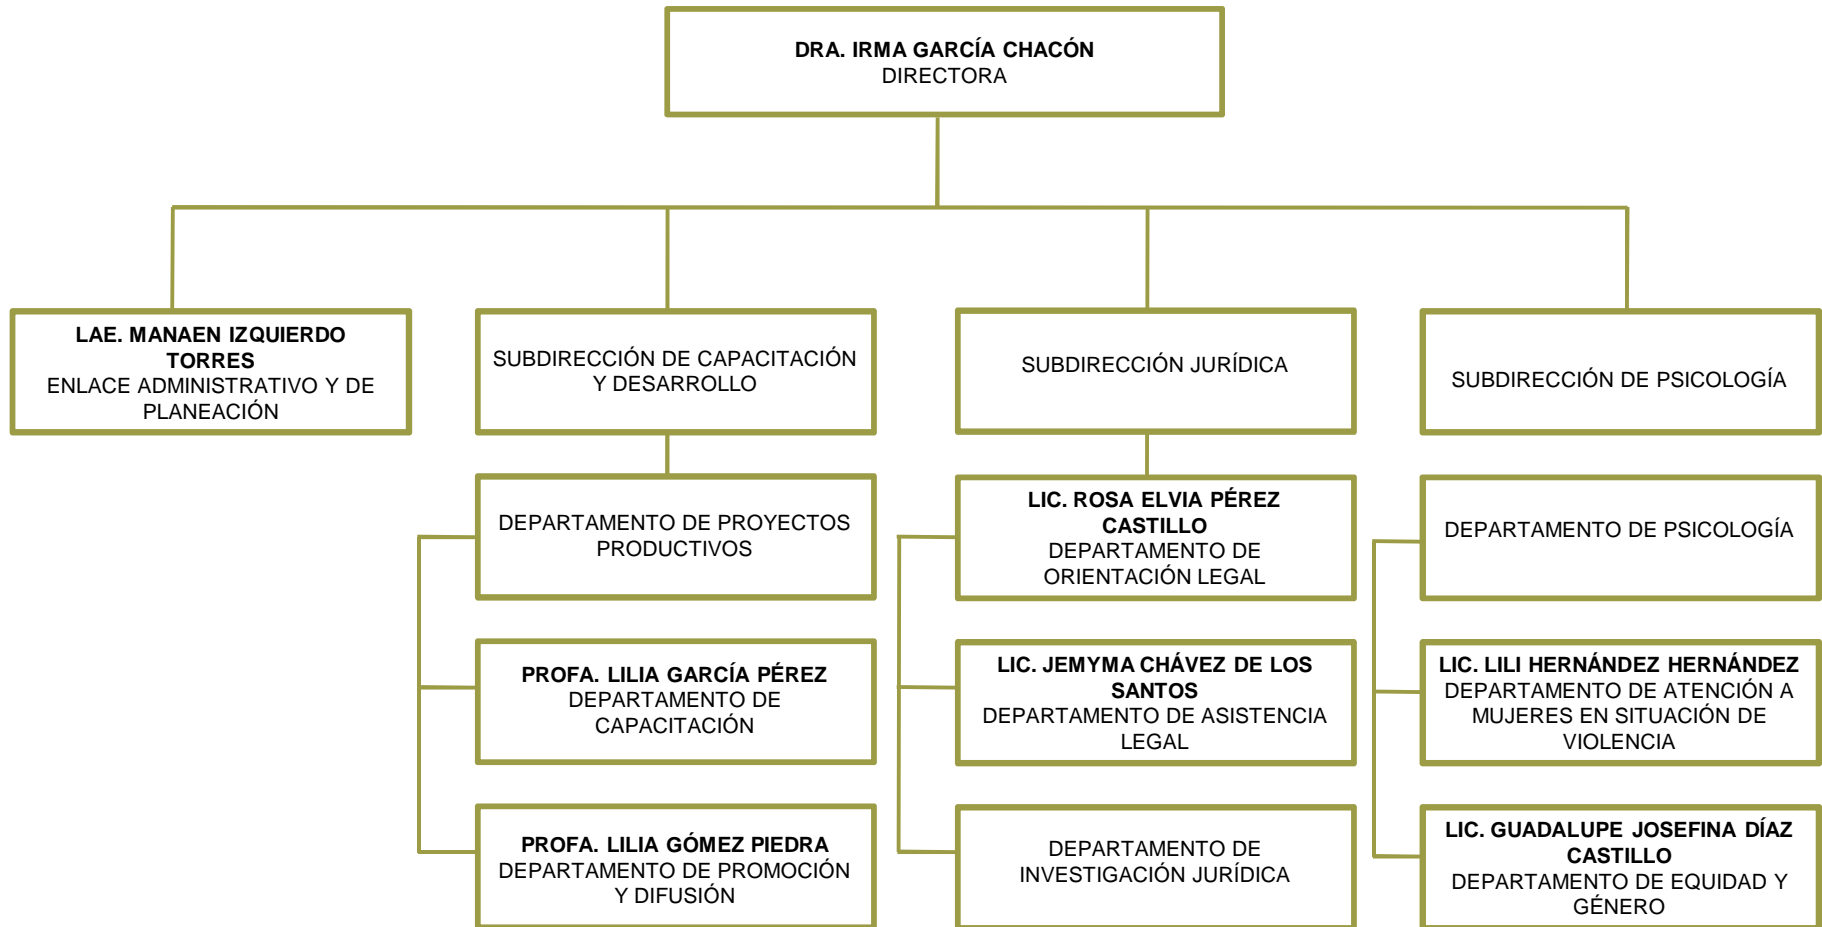 DRA. IRMA GARCÍA CHACÓN
DIRECTORA
LAE. MANAEN IZQUIERDO
TORRES
ENLACE ADMINISTRATIVO Y DE
PLANEACIÓN
SUBDIRECCIÓN DE CAPACITACIÓN
Y DESARROLLO
SUBDIRECCIÓN JURÍDICA
SUBDIRECCIÓN DE PSICOLOGÍA
DEPARTAMENTO DE PROYECTOS
PRODUCTIVOS
LIC. ROSA ELVIA PÉREZ
CASTILLO
DEPARTAMENTO DE
ORIENTACIÓN LEGAL
DEPARTAMENTO DE PSICOLOGÍA
PROFA. LILIA GARCÍA PÉREZ
DEPARTAMENTO DE
CAPACITACIÓN
LIC. JEMYMA CHÁVEZ DE LOS
SANTOS
DEPARTAMENTO DE ASISTENCIA
LEGAL
LIC. LILI HERNÁNDEZ HERNÁNDEZ
DEPARTAMENTO DE ATENCIÓN A
MUJERES EN SITUACIÓN DE
VIOLENCIA
PROFA. LILIA GÓMEZ PIEDRA
DEPARTAMENTO DE PROMOCIÓN
Y DIFUSIÓN
DEPARTAMENTO DE
INVESTIGACIÓN JURÍDICA
LIC. GUADALUPE JOSEFINA DÍAZ
CASTILLO
DEPARTAMENTO DE EQUIDAD Y
GÉNERO